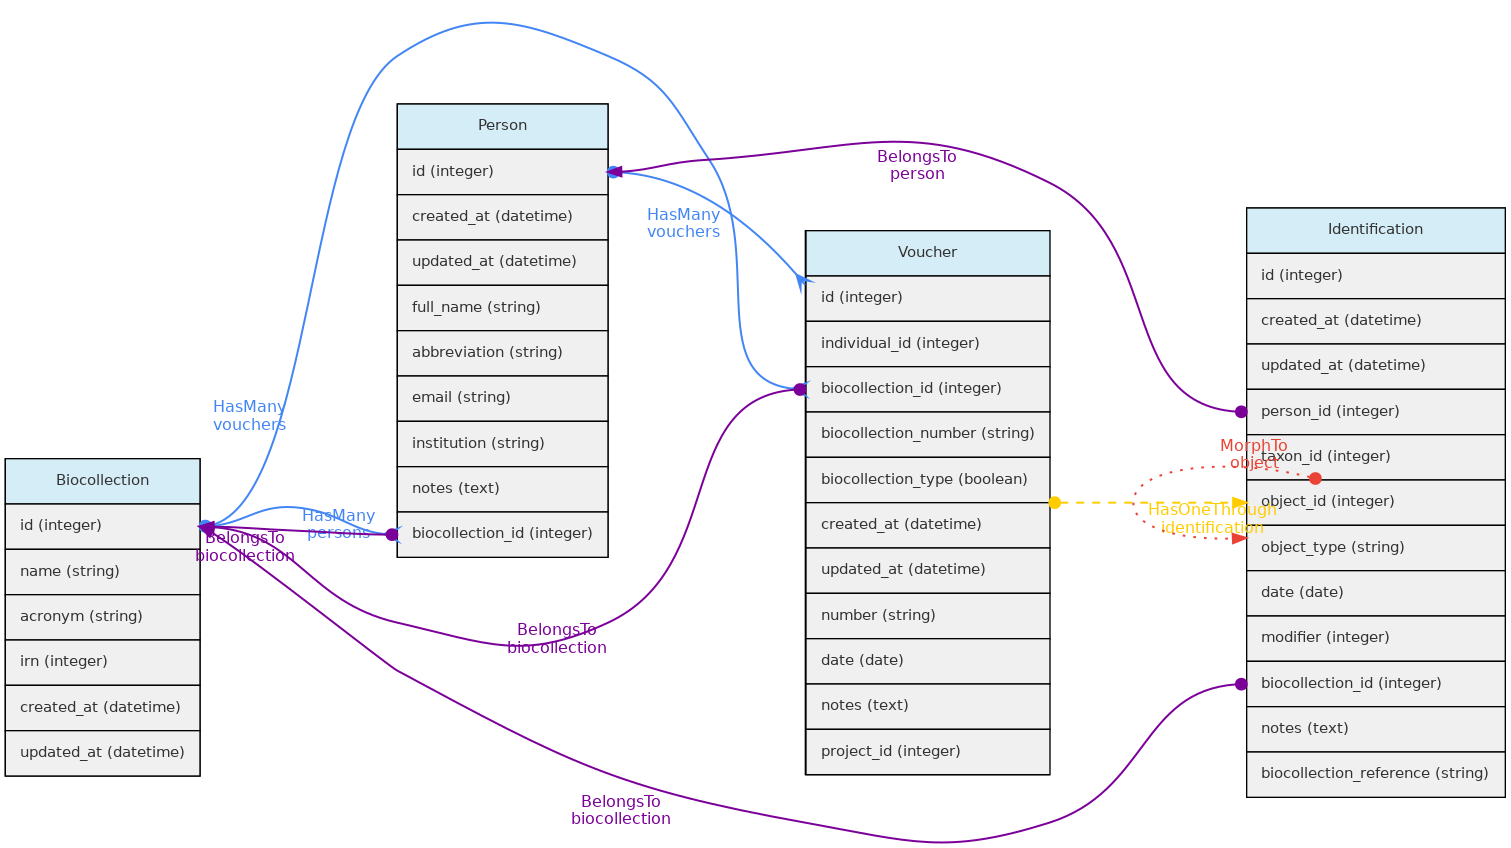 Person
id (integer)
created_at (datetime)
updated_at (datetime)
full_name (string)
abbreviation (string)
email (string)
institution (string)
notes (text)
biocollection_id (integer)
Biocollection
id (integer)
name (string)
acronym (string)
irn (integer)
created_at (datetime)
updated_at (datetime)
Voucher
id (integer)
individual_id (integer)
biocollection_id (integer)
biocollection_number (string)
biocollection_type (boolean)
created_at (datetime)
updated_at (datetime)
number (string)
date (date)
notes (text)
project_id (integer)
Identification
id (integer)
created_at (datetime)
updated_at (datetime)
person_id (integer)
taxon_id (integer)
object_id (integer)
object_type (string)
date (date)
modifier (integer)
biocollection_id (integer)
notes (text)
biocollection_reference (string)
BelongsTo
person
HasMany
vouchers
HasMany
vouchers
HasMany
persons
BelongsTo
biocollection
BelongsTo
biocollection
BelongsTo
biocollection
MorphTo
object
HasOneThrough
identification